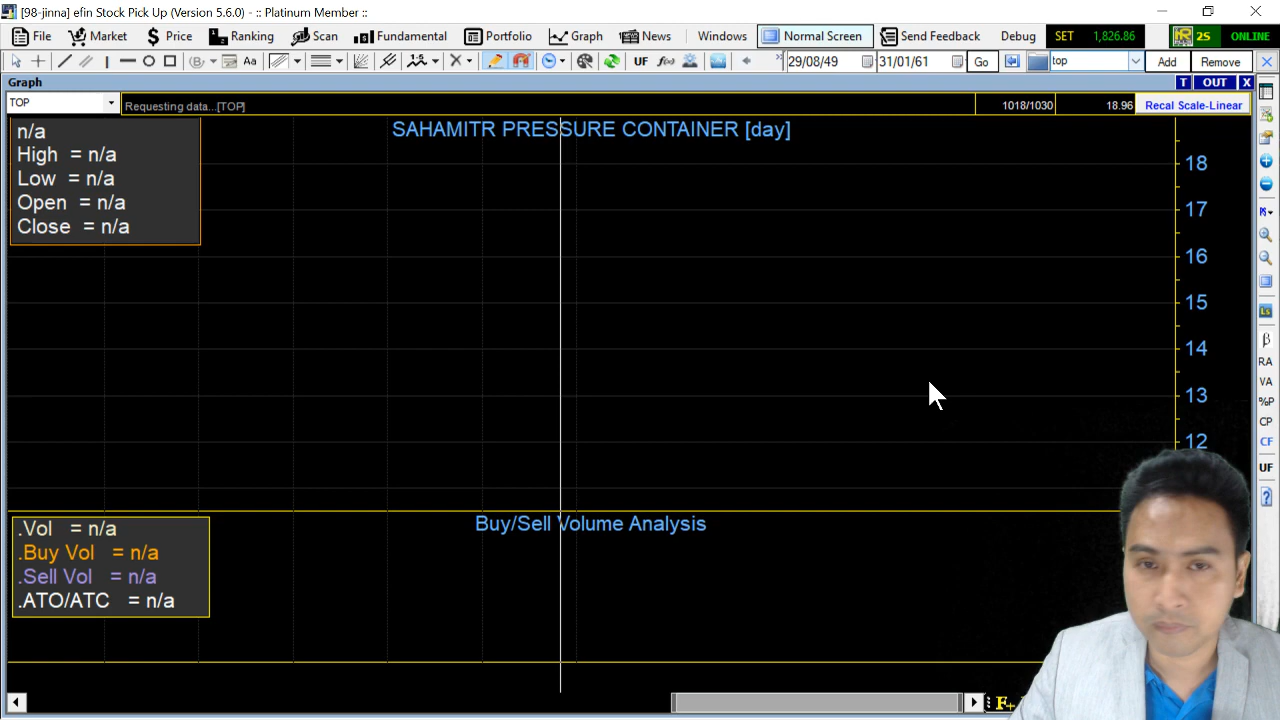 [98-jinna] efin Stock Pick Up (Version 5.6.0) - :: Platinum Member ::
File Market $ Price Ranking Scan Fundamental Portfolio Graph News Windows Normal Screen Send Feedback Debug SET 1,826.86 2S ONLINE
Aa UF f(x) 29/08/49 31/01/61 Go top Add Remove
Graph T OUT X
TOP Requesting data...[TOP] 1018/1030 18.96 Recal Scale-Linear
SAHAMITR PRESSURE CONTAINER [day]
n/a
High = n/a
Low = n/a
Open = n/a
Close = n/a
18
17
16
15
14
13
12
Ls
β
RA
VA
%P
CP
CF
UF
Buy/Sell Volume Analysis
.Vol = n/a
.Buy Vol = n/a
.Sell Vol = n/a
.ATO/ATC = n/a
F+